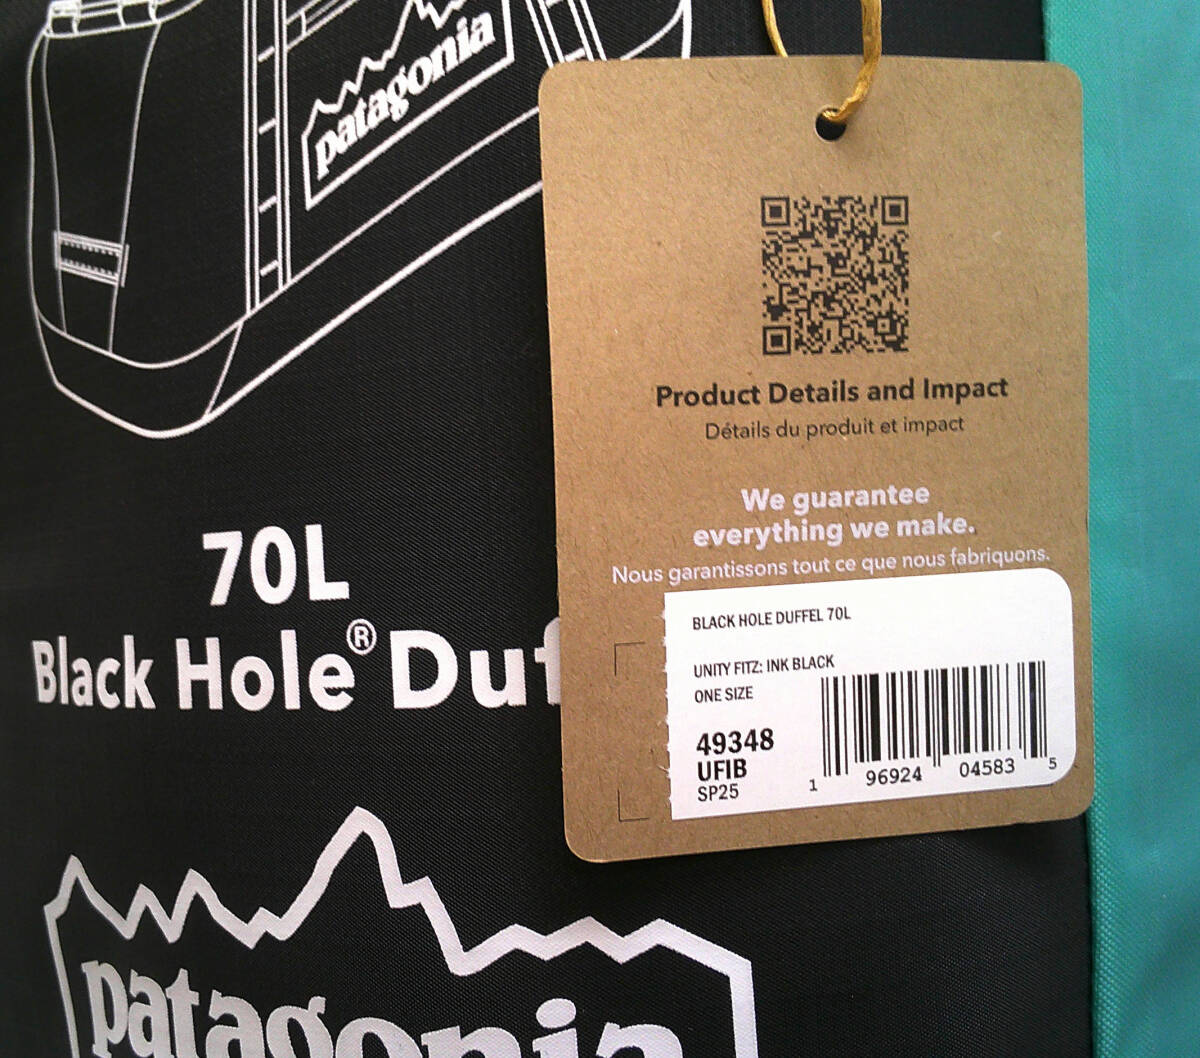 patagonia
70L
Black Hole® Duf
patagonia
Product Details and Impact
Détails du produit et impact
We guarantee
everything we make.
Nous garantissons tout ce que nous fabriquons.
BLACK HOLE DUFFEL 70L
UNITY FITZ: INK BLACK
ONE SIZE
49348
UFIB
SP25
1 96924 04583 5